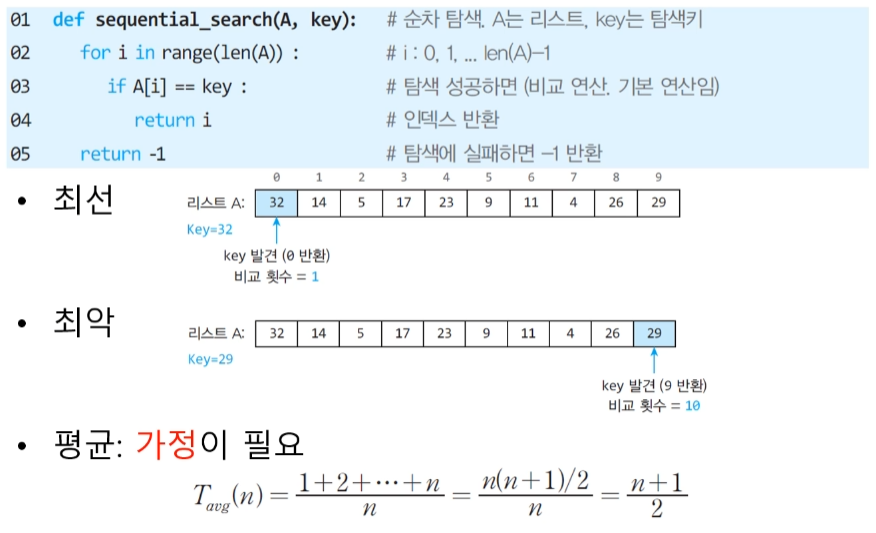 01 def sequential_search(A, key): # 순차 탐색. A는 리스트, key는 탐색키
02 for i in range(len(A)) : # i : 0, 1, ... len(A)-1
03 if A[i] == key : # 탐색 성공하면 (비교 연산. 기본 연산임)
04 return i # 인덱스 반환
05 return -1 # 탐색에 실패하면 -1 반환
• 최선
0 1 2 3 4 5 6 7 8 9
리스트 A: 32 14 5 17 23 9 11 4 26 29
Key=32
key 발견 (0 반환)
비교 횟수 = 1
• 최악
리스트 A: 32 14 5 17 23 9 11 4 26 29
Key=29
key 발견 (9 반환)
비교 횟수 = 10
• 평균: 가정이 필요
T_avg(n) = (1+2+⋯+n)/n = (n(n+1)/2)/n = (n+1)/2